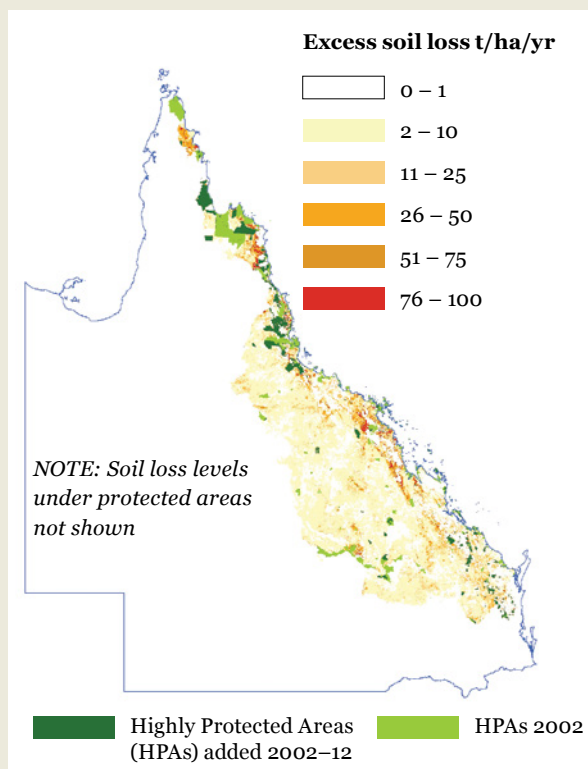 Excess soil loss t/ha/yr
0 – 1
2 – 10
11 – 25
26 – 50
51 – 75
76 – 100
NOTE: Soil loss levels
under protected areas
not shown
Highly Protected Areas
(HPAs) added 2002–12
HPAs 2002